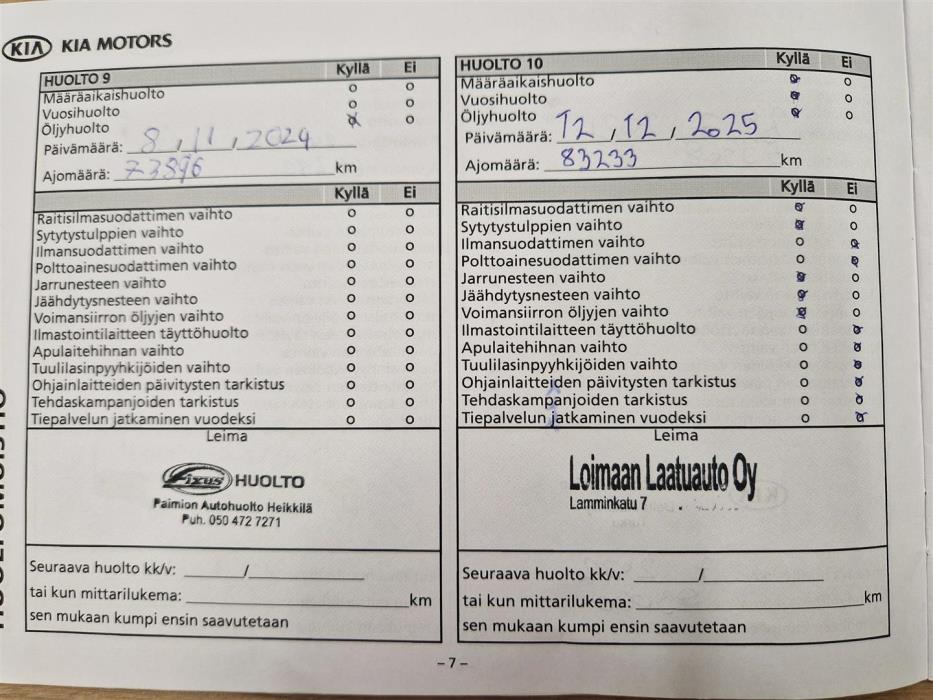 KIA KIA MOTORS
HUOLTO 9 Kyllä Ei
Määräaikaishuolto o o
Vuosihuolto o o
Öljyhuolto x o
Päivämäärä: 8 , 11 , 2024
Ajomäärä: 73896 km
Kyllä Ei
Raitisilmasuodattimen vaihto o o
Sytytystulppien vaihto o o
Ilmansuodattimen vaihto o o
Polttoainesuodattimen vaihto o o
Jarrunesteen vaihto o o
Jäähdytysnesteen vaihto o o
Voimansiirron öljyjen vaihto o o
Ilmastointilaitteen täyttöhuolto o o
Apulaitehihnan vaihto o o
Tuulilasinpyyhkijöiden vaihto o o
Ohjainlaitteiden päivitysten tarkistus o o
Tehdaskampanjoiden tarkistus o o
Tiepalvelun jatkaminen vuodeksi o o
Leima
Fixus HUOLTO
Paimion Autohuolto Heikkilä
Puh. 050 472 7271
Seuraava huolto kk/v: /
tai kun mittarilukema: km
sen mukaan kumpi ensin saavutetaan
HUOLTO 10 Kyllä Ei
Määräaikaishuolto x o
Vuosihuolto x o
Öljyhuolto x o
Päivämäärä: 12 , 12 , 2025
Ajomäärä: 83233 km
Kyllä Ei
Raitisilmasuodattimen vaihto x o
Sytytystulppien vaihto x o
Ilmansuodattimen vaihto o x
Polttoainesuodattimen vaihto o x
Jarrunesteen vaihto x o
Jäähdytysnesteen vaihto x o
Voimansiirron öljyjen vaihto x o
Ilmastointilaitteen täyttöhuolto o x
Apulaitehihnan vaihto o x
Tuulilasinpyyhkijöiden vaihto o x
Ohjainlaitteiden päivitysten tarkistus o x
Tehdaskampanjoiden tarkistus o x
Tiepalvelun jatkaminen vuodeksi o x
Leima
Loimaan Laatuauto Oy
Lamminkatu 7
Seuraava huolto kk/v: /
tai kun mittarilukema: km
sen mukaan kumpi ensin saavutetaan
– 7 –